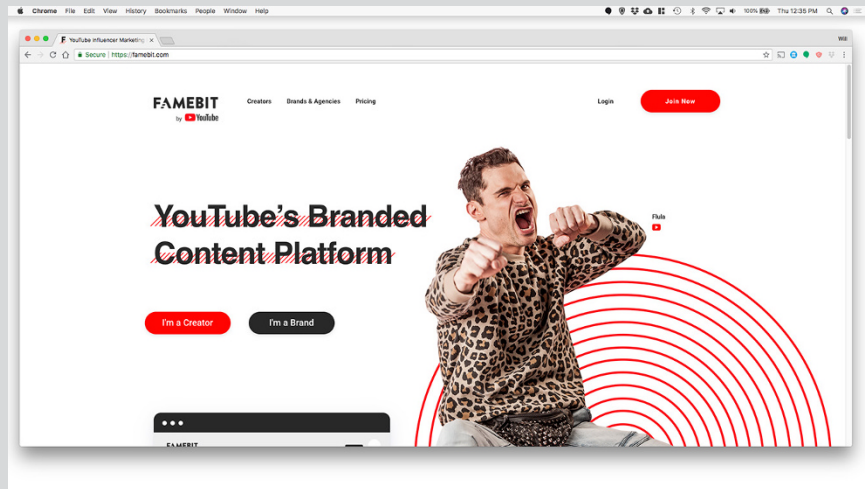 Chrome File Edit View History Bookmarks People Window Help
100% Thu 12:35 PM
YouTube Influencer Marketing
Will
Secure https://famebit.com
FAMEBIT
by YouTube
Creators Brands & Agencies Pricing
Login
Join Now
YouTube's Branded
Content Platform
Flula
I'm a Creator
I'm a Brand
FAMEBIT